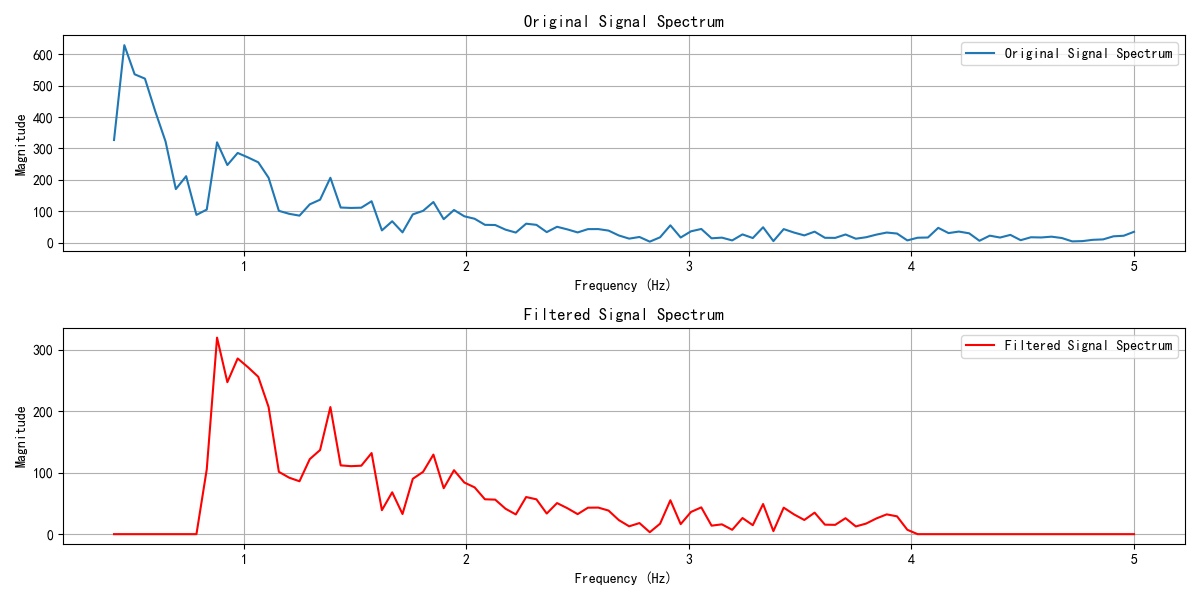 Original Signal Spectrum
Original Signal Spectrum
Magnitude
600
500
400
300
200
100
0
1
2
3
4
5
Frequency (Hz)
Filtered Signal Spectrum
Filtered Signal Spectrum
Magnitude
300
200
100
0
1
2
3
4
5
Frequency (Hz)